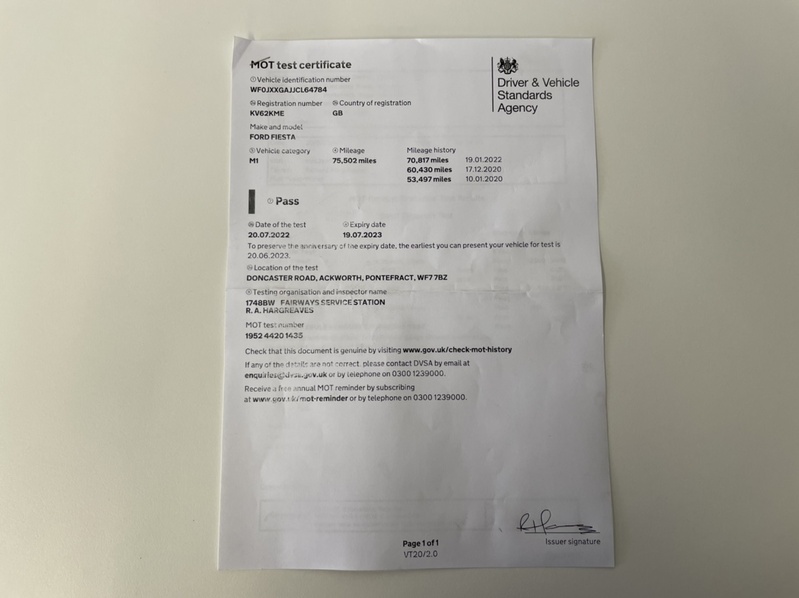 MOT test certificate
Driver & Vehicle
Standards
Agency
Vehicle identification number
WF0JXXGAJJCL64784
Registration number Country of registration
KV62KME GB
Make and model
FORD FIESTA
Vehicle category Mileage Mileage history
M1 75,502 miles 70,817 miles 19.01.2022
60,430 miles 17.12.2020
53,497 miles 10.01.2020
Pass
Date of the test Expiry date
20.07.2022 19.07.2023
To preserve the anniversary of the expiry date, the earliest you can present your vehicle for test is
20.06.2023.
Location of the test
DONCASTER ROAD, ACKWORTH, PONTEFRACT, WF7 7BZ
Testing organisation and inspector name
1748BW FAIRWAYS SERVICE STATION
R. A. HARGREAVES
MOT test number
1952 4420 1435
Check that this document is genuine by visiting www.gov.uk/check-mot-history
If any of the details are not correct, please contact DVSA by email at
enquiries@dvsa.gov.uk or by telephone on 0300 1239000.
Receive a free annual MOT reminder by subscribing
at www.gov.uk/mot-reminder or by telephone on 0300 1239000.
Page 1 of 1
VT20/2.0
Issuer signature